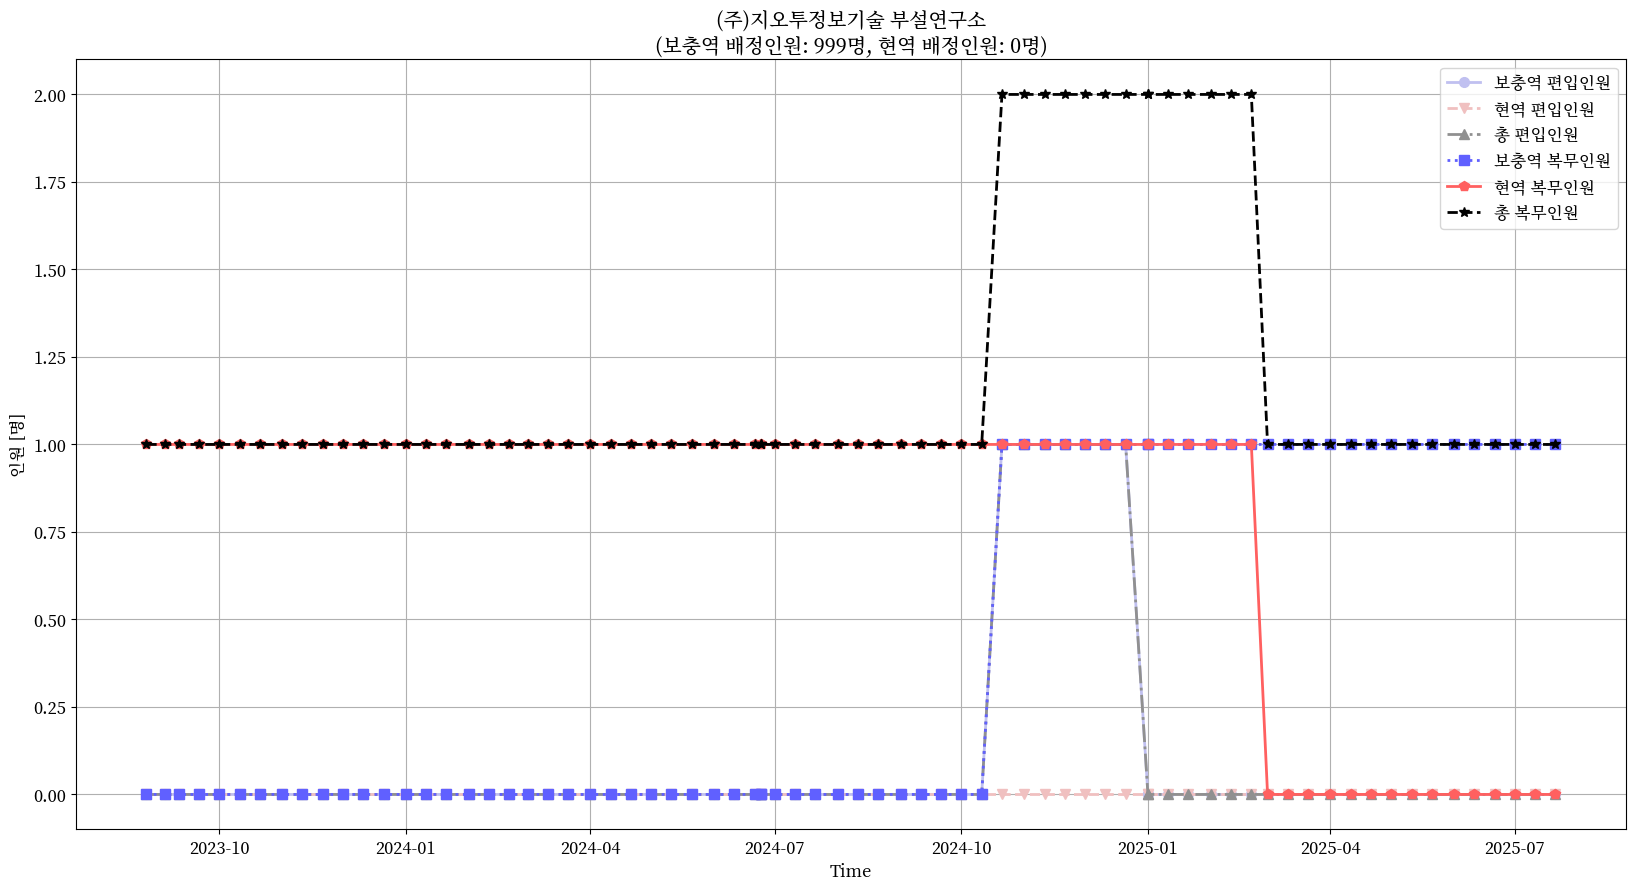 (주)지오투정보기술 부설연구소
(보충역 배정인원: 999명, 현역 배정인원: 0명)
보충역 편입인원
현역 편입인원
총 편입인원
보충역 복무인원
현역 복무인원
총 복무인원
인원 [명]
2.00
1.75
1.50
1.25
1.00
0.75
0.50
0.25
0.00
2023-10
2024-01
2024-04
2024-07
2024-10
2025-01
2025-04
2025-07
Time